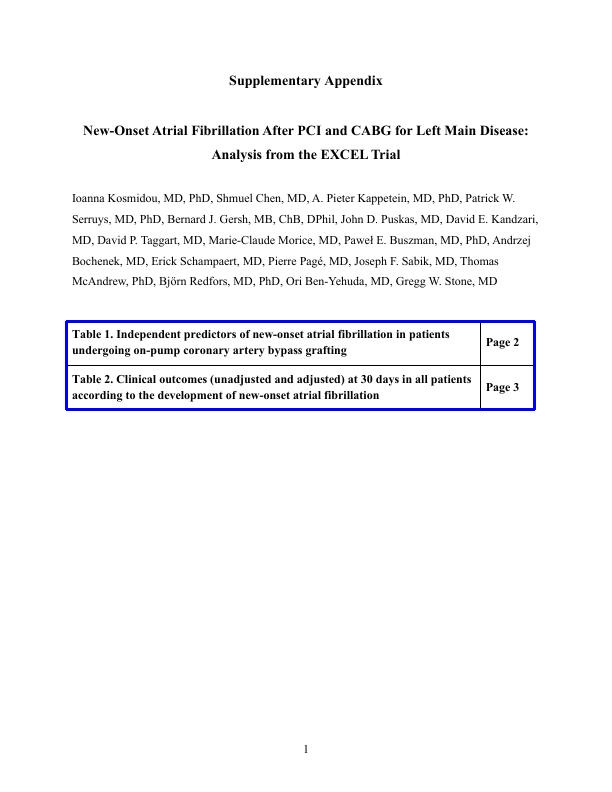 Supplementary Appendix
New-Onset Atrial Fibrillation After PCI and CABG for Left Main Disease:
Analysis from the EXCEL Trial
Ioanna Kosmidou, MD, PhD, Shmuel Chen, MD, A. Pieter Kappetein, MD, PhD, Patrick W.
Serruys, MD, PhD, Bernard J. Gersh, MB, ChB, DPhil, John D. Puskas, MD, David E. Kandzari,
MD, David P. Taggart, MD, Marie-Claude Morice, MD, Paweł E. Buszman, MD, PhD, Andrzej
Bochenek, MD, Erick Schampaert, MD, Pierre Pagé, MD, Joseph F. Sabik, MD, Thomas
McAndrew, PhD, Björn Redfors, MD, PhD, Ori Ben-Yehuda, MD, Gregg W. Stone, MD
Table 1. Independent predictors of new-onset atrial fibrillation in patients
undergoing on-pump coronary artery bypass grafting
Page 2
Table 2. Clinical outcomes (unadjusted and adjusted) at 30 days in all patients
according to the development of new-onset atrial fibrillation
Page 3
1